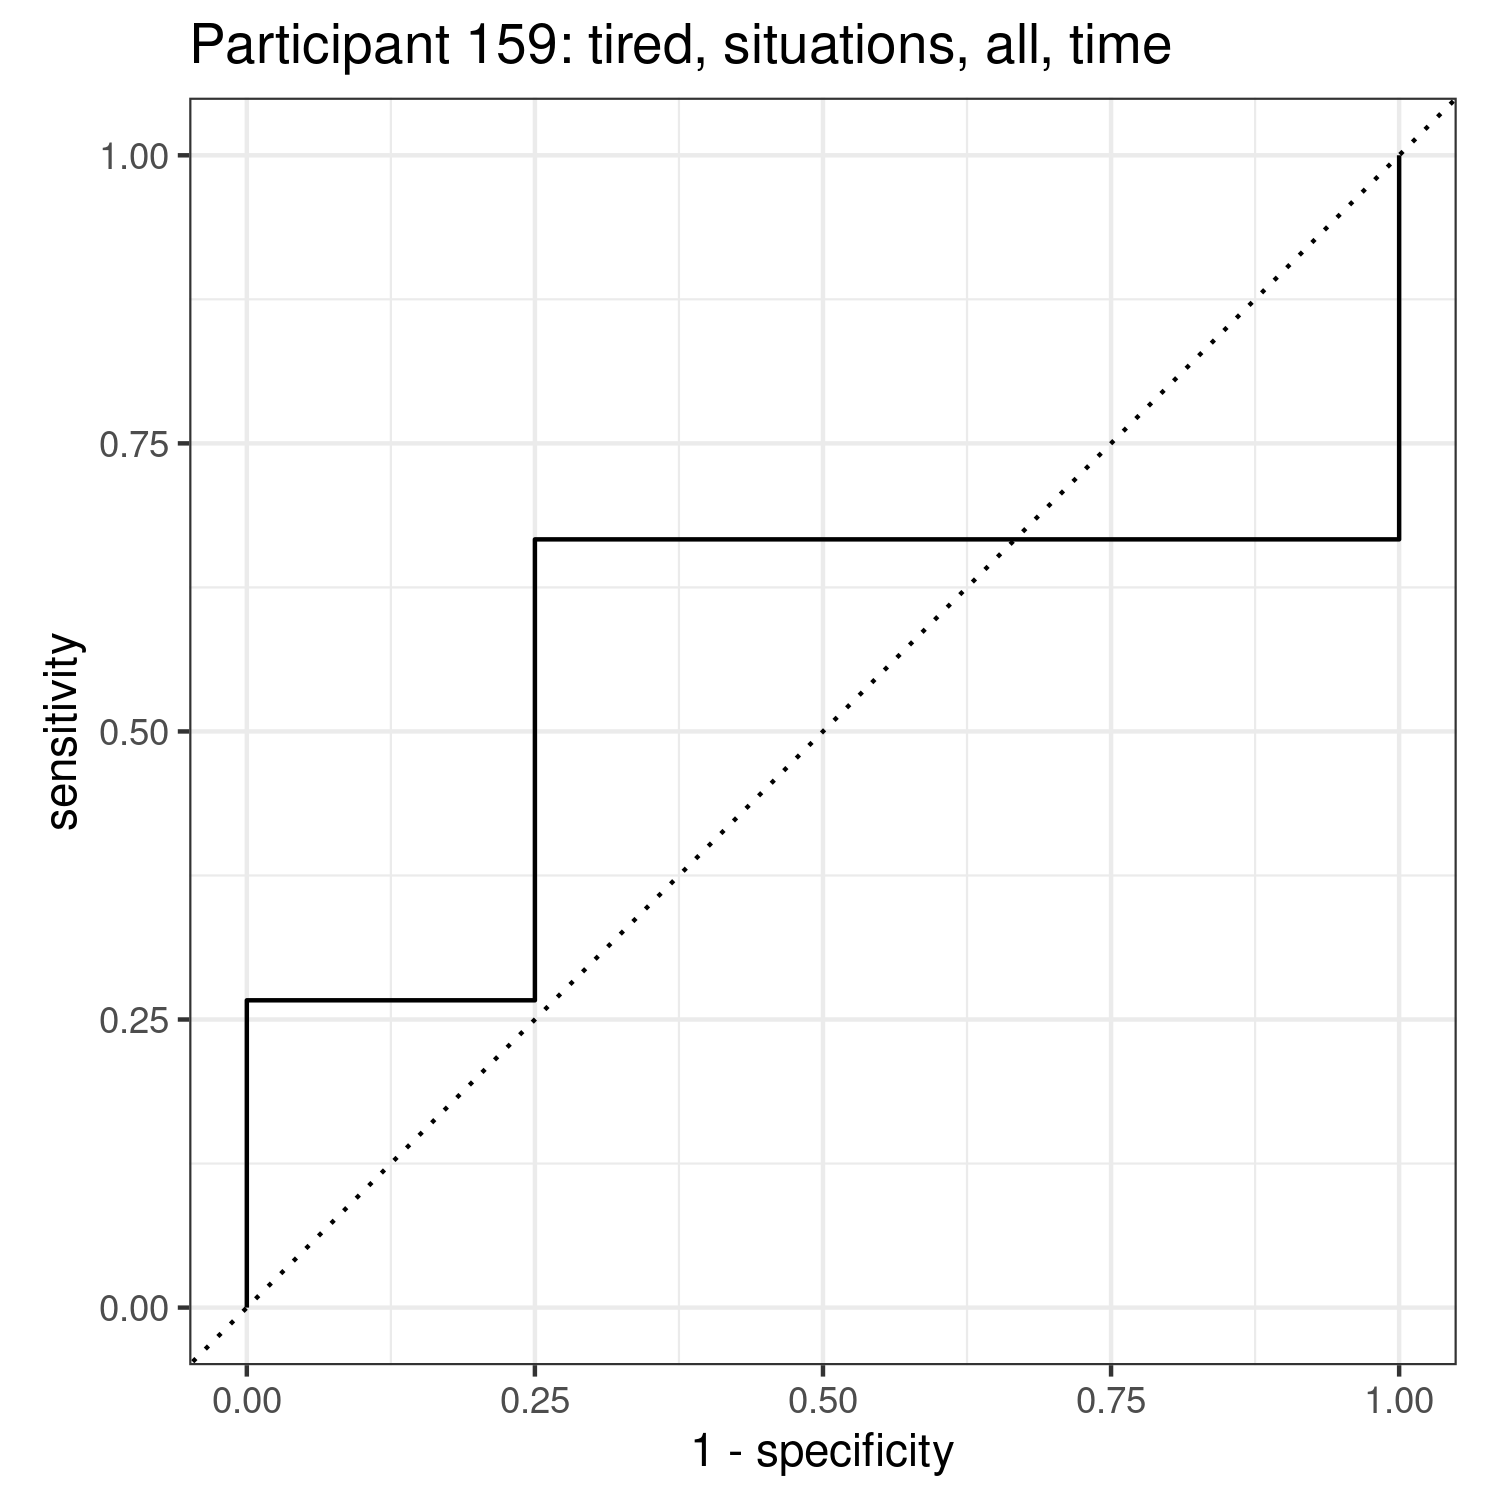 Participant 159: tired, situations, all, time
1.00
0.75
0.50
0.25
0.00
sensitivity
0.00 0.25 0.50 0.75 1.00
1 - specificity